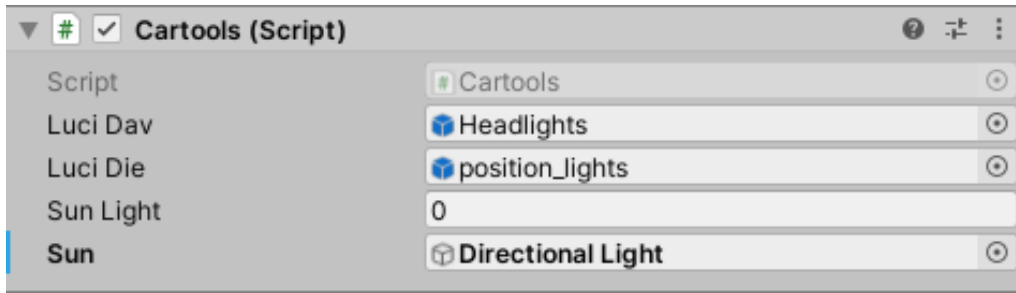 Cartools (Script)
Script Cartools
Luci Dav Headlights
Luci Die position_lights
Sun Light 0
Sun Directional Light